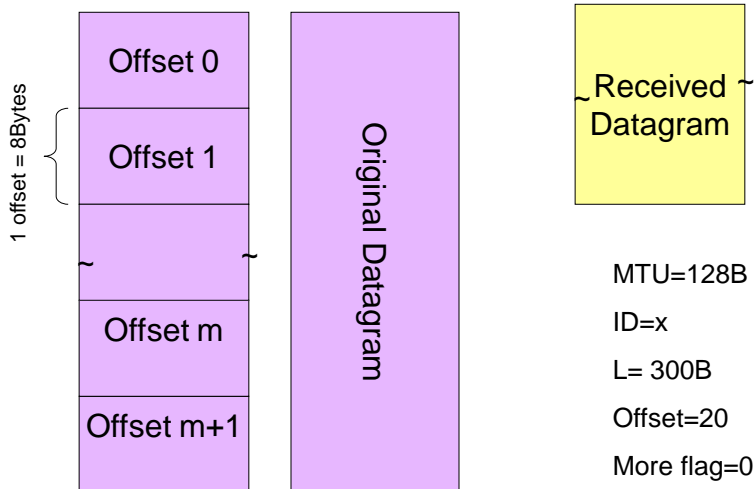 Offset 0
1 offset = 8Bytes
Offset 1
~
~
Offset m
Offset m+1
Original Datagram
~
~
Received
Datagram
MTU=128B
ID=x
L= 300B
Offset=20
More flag=0